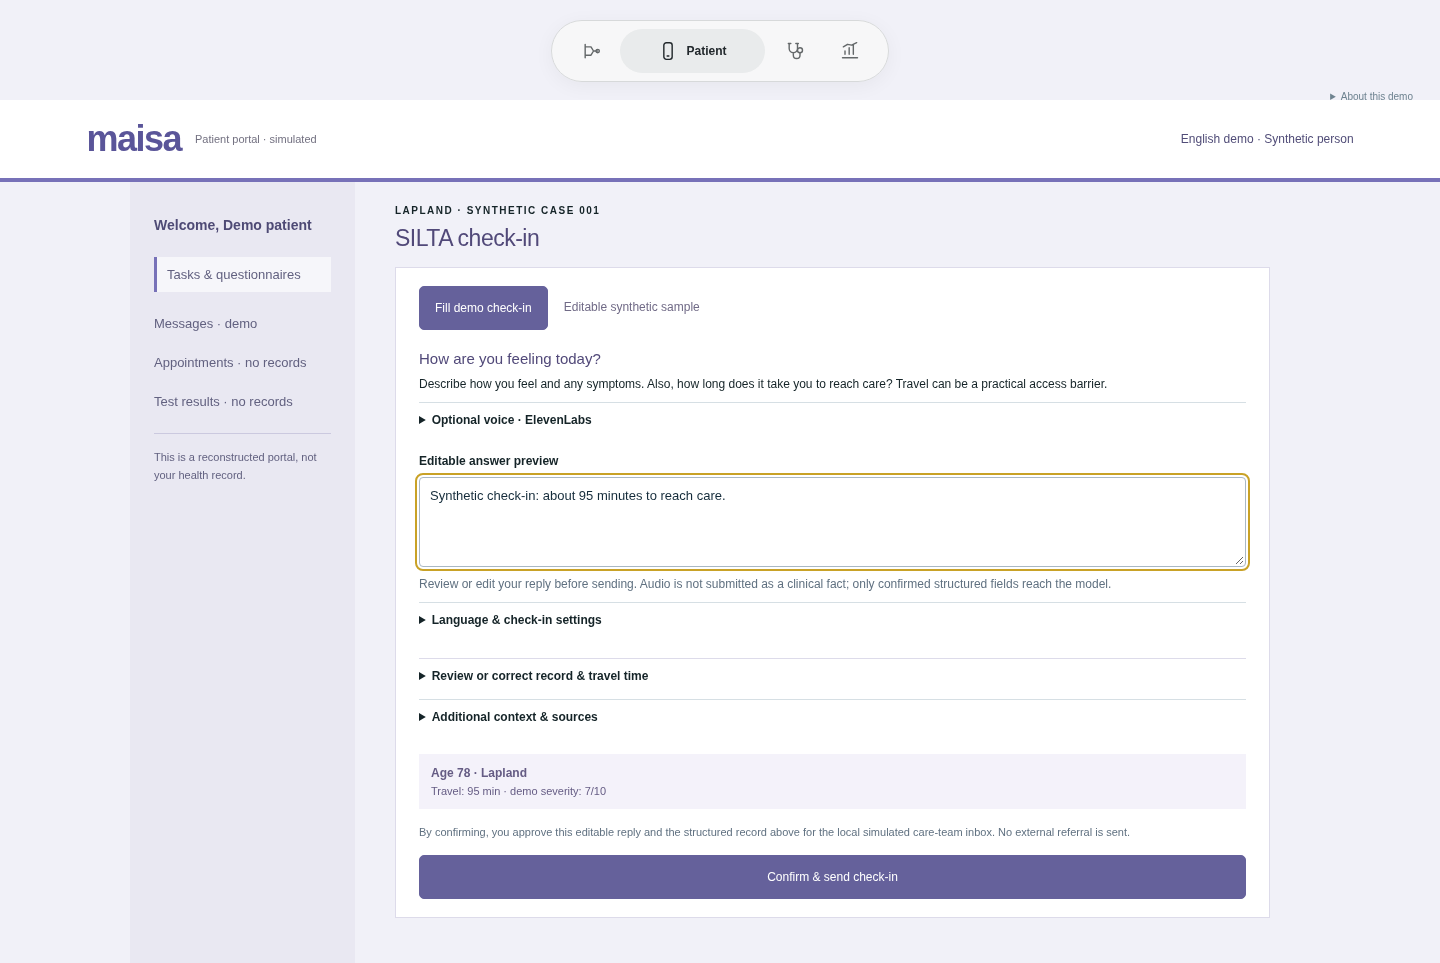 Patient
About this demo
maisa
Patient portal · simulated
English demo · Synthetic person
Welcome, Demo patient
Tasks & questionnaires
Messages · demo
Appointments · no records
Test results · no records
This is a reconstructed portal, not
your health record.
LAPLAND · SYNTHETIC CASE 001
SILTA check-in
Fill demo check-in
Editable synthetic sample
How are you feeling today?
Describe how you feel and any symptoms. Also, how long does it take you to reach care? Travel can be a practical access barrier.
Optional voice · ElevenLabs
Editable answer preview
Synthetic check-in: about 95 minutes to reach care.
Review or edit your reply before sending. Audio is not submitted as a clinical fact; only confirmed structured fields reach the model.
Language & check-in settings
Review or correct record & travel time
Additional context & sources
Age 78 · Lapland
Travel: 95 min · demo severity: 7/10
By confirming, you approve this editable reply and the structured record above for the local simulated care-team inbox. No external referral is sent.
Confirm & send check-in